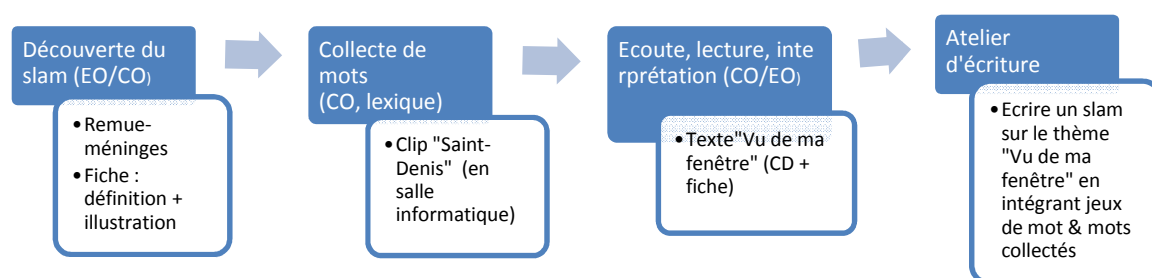 Découverte du
slam (EO/CO)
•Remue-
méninges
•Fiche :
définition +
illustration
Collecte de
mots
(CO, lexique)
•Clip "Saint-
Denis" (en
salle
informatique)
Ecoute, lecture, inte
rprétation (CO/EO)
•Texte"Vu de ma
fenêtre" (CD +
fiche)
Atelier
d'écriture
•Ecrire un slam
sur le thème
"Vu de ma
fenêtre" en
intégrant jeux
de mot & mots
collectés